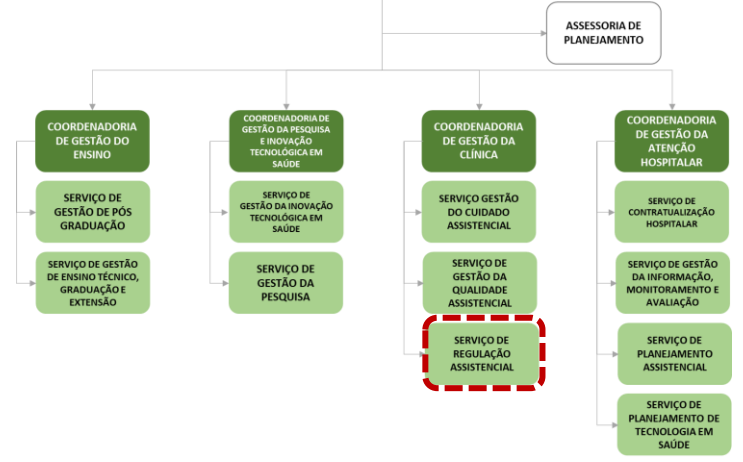 ASSESSORIA DE
PLANEJAMENTO
COORDENADORIA
DE GESTÃO DO
ENSINO
SERVIÇO DE
GESTÃO DE PÓS
GRADUAÇÃO
SERVIÇO DE GESTÃO
DE ENSINO TÉCNICO,
GRADUAÇÃO E
EXTENSÃO
COORDENADORIA DE
GESTÃO DA PESQUISA
E INOVAÇÃO
TECNOLÓGICA EM
SAÚDE
SERVIÇO DE
GESTÃO DA INOVAÇÃO
TECNOLÓGICA EM
SAÚDE
SERVIÇO DE
GESTÃO DA
PESQUISA
COORDENADORIA
DE GESTÃO DA
CLÍNICA
SERVIÇO GESTÃO
DO CUIDADO
ASSISTENCIAL
SERVIÇO DE
GESTÃO DA
QUALIDADE
ASSISTENCIAL
SERVIÇO DE
REGULAÇÃO
ASSISTENCIAL
COORDENADORIA
DE GESTÃO DA
ATENÇÃO
HOSPITALAR
SERVIÇO DE
CONTRATUALIZAÇÃO
HOSPITALAR
SERVIÇO DE GESTÃO
DA INFORMAÇÃO,
MONITORAMENTO E
AVALIAÇÃO
SERVIÇO DE
PLANEJAMENTO
ASSISTENCIAL
SERVIÇO DE
PLANEJAMENTO DE
TECNOLOGIA EM
SAÚDE